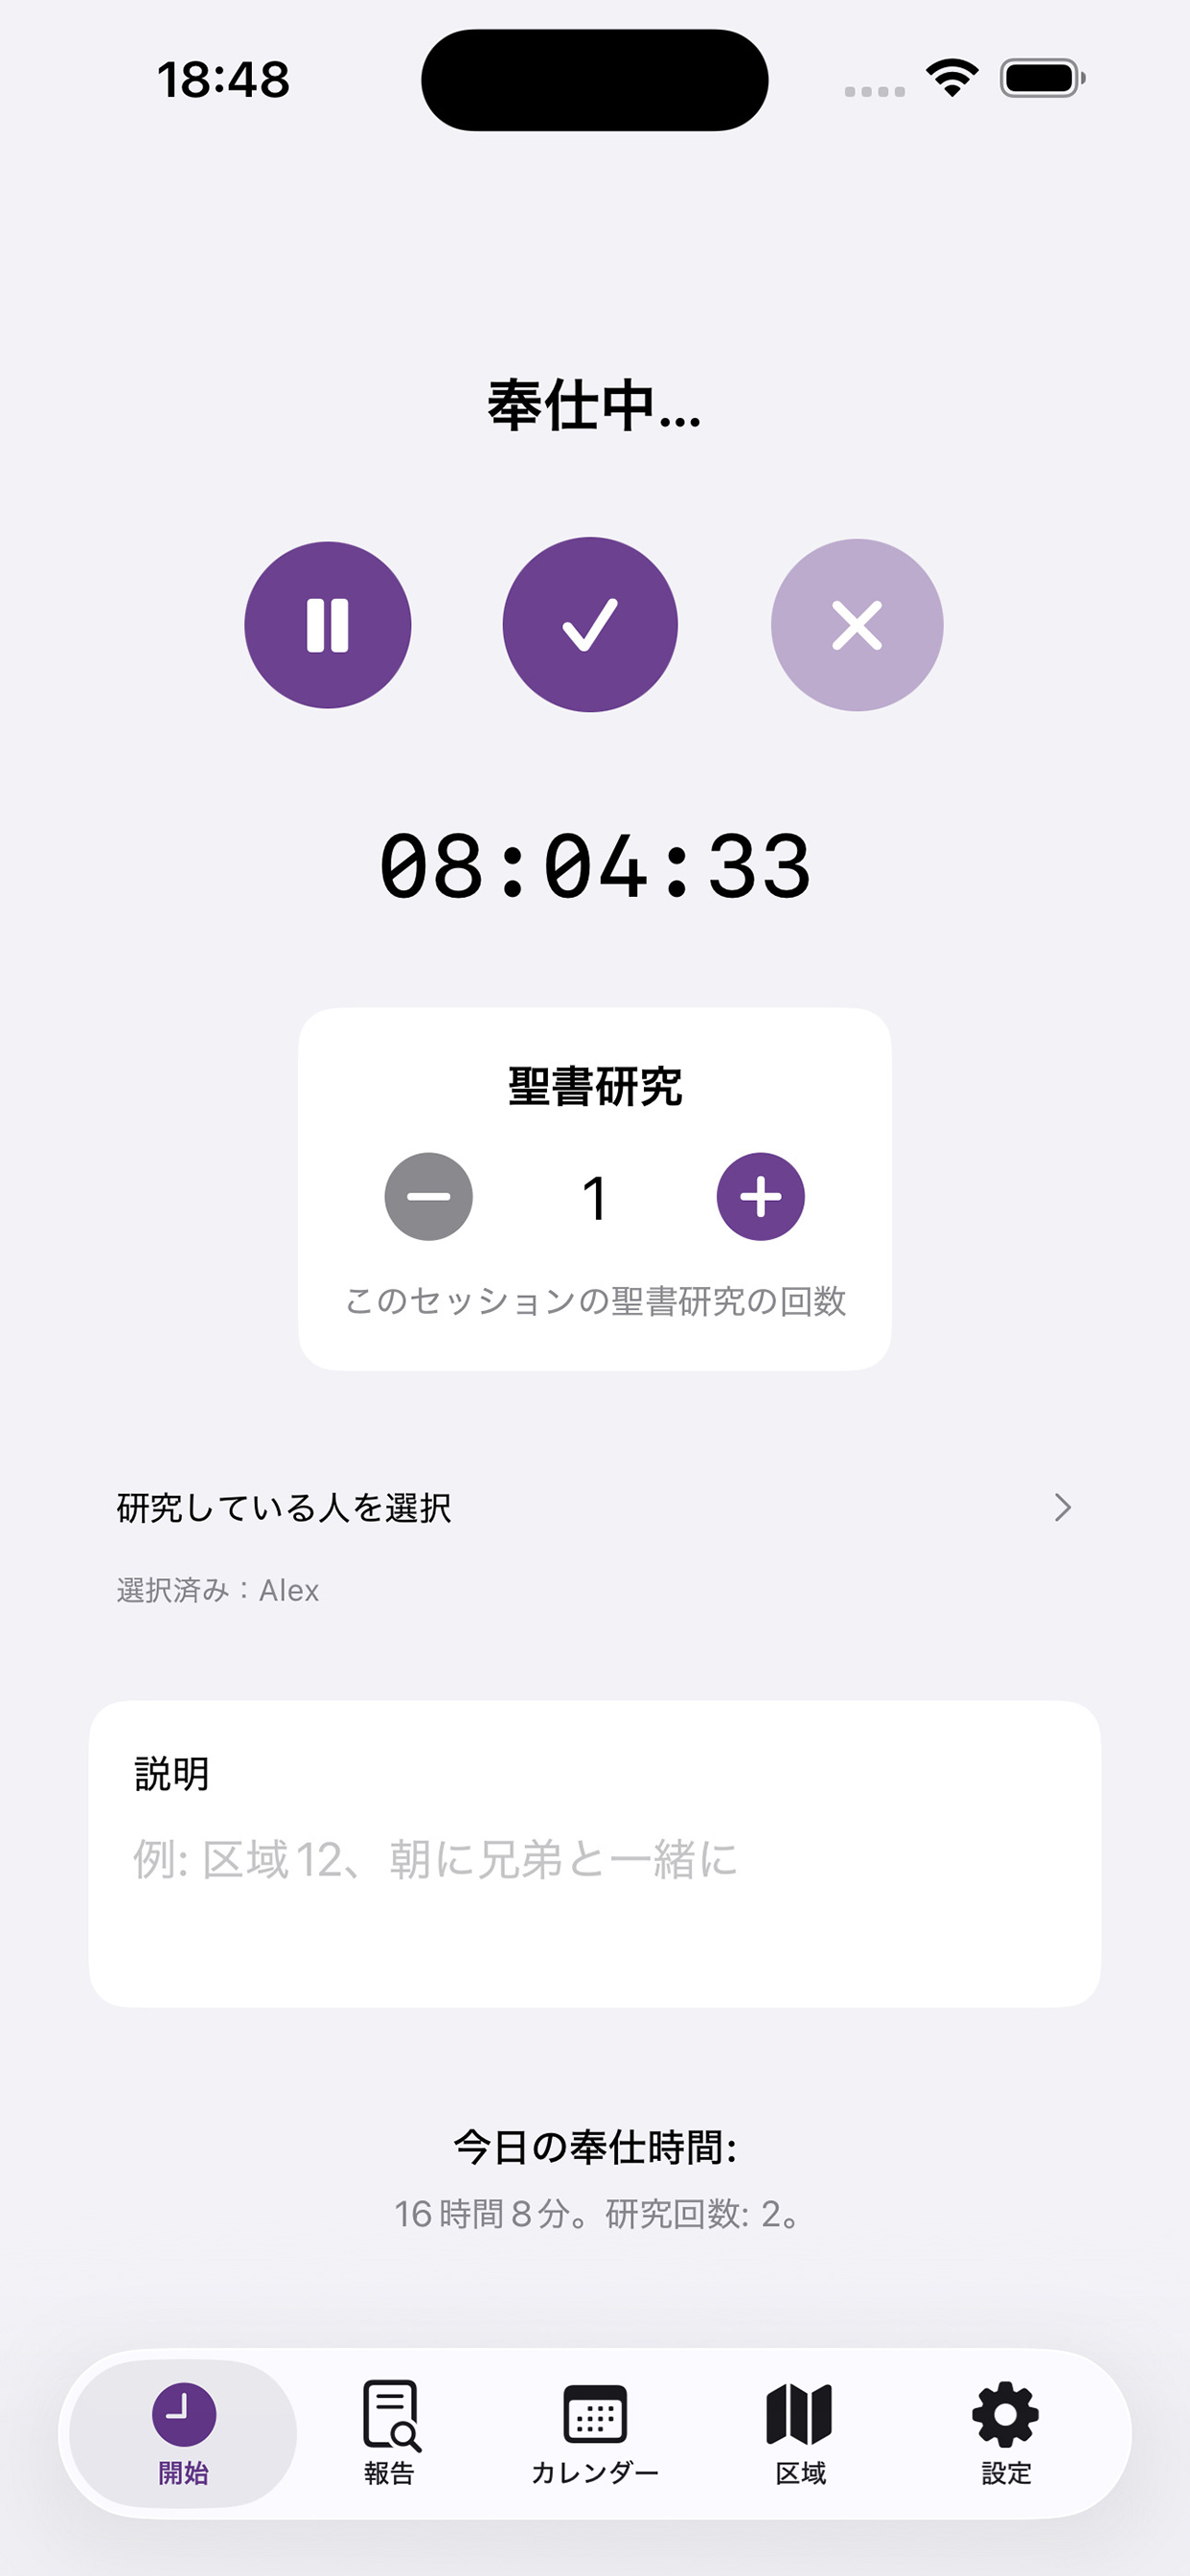 18:48
奉仕中...
08:04:33
聖書研究
1
このセッションの聖書研究の回数
研究している人を選択
選択済み：Alex
説明
例: 区域12、朝に兄弟と一緒に
今日の奉仕時間:
16時間8分。研究回数: 2。
開始 報告 カレンダー 区域 設定